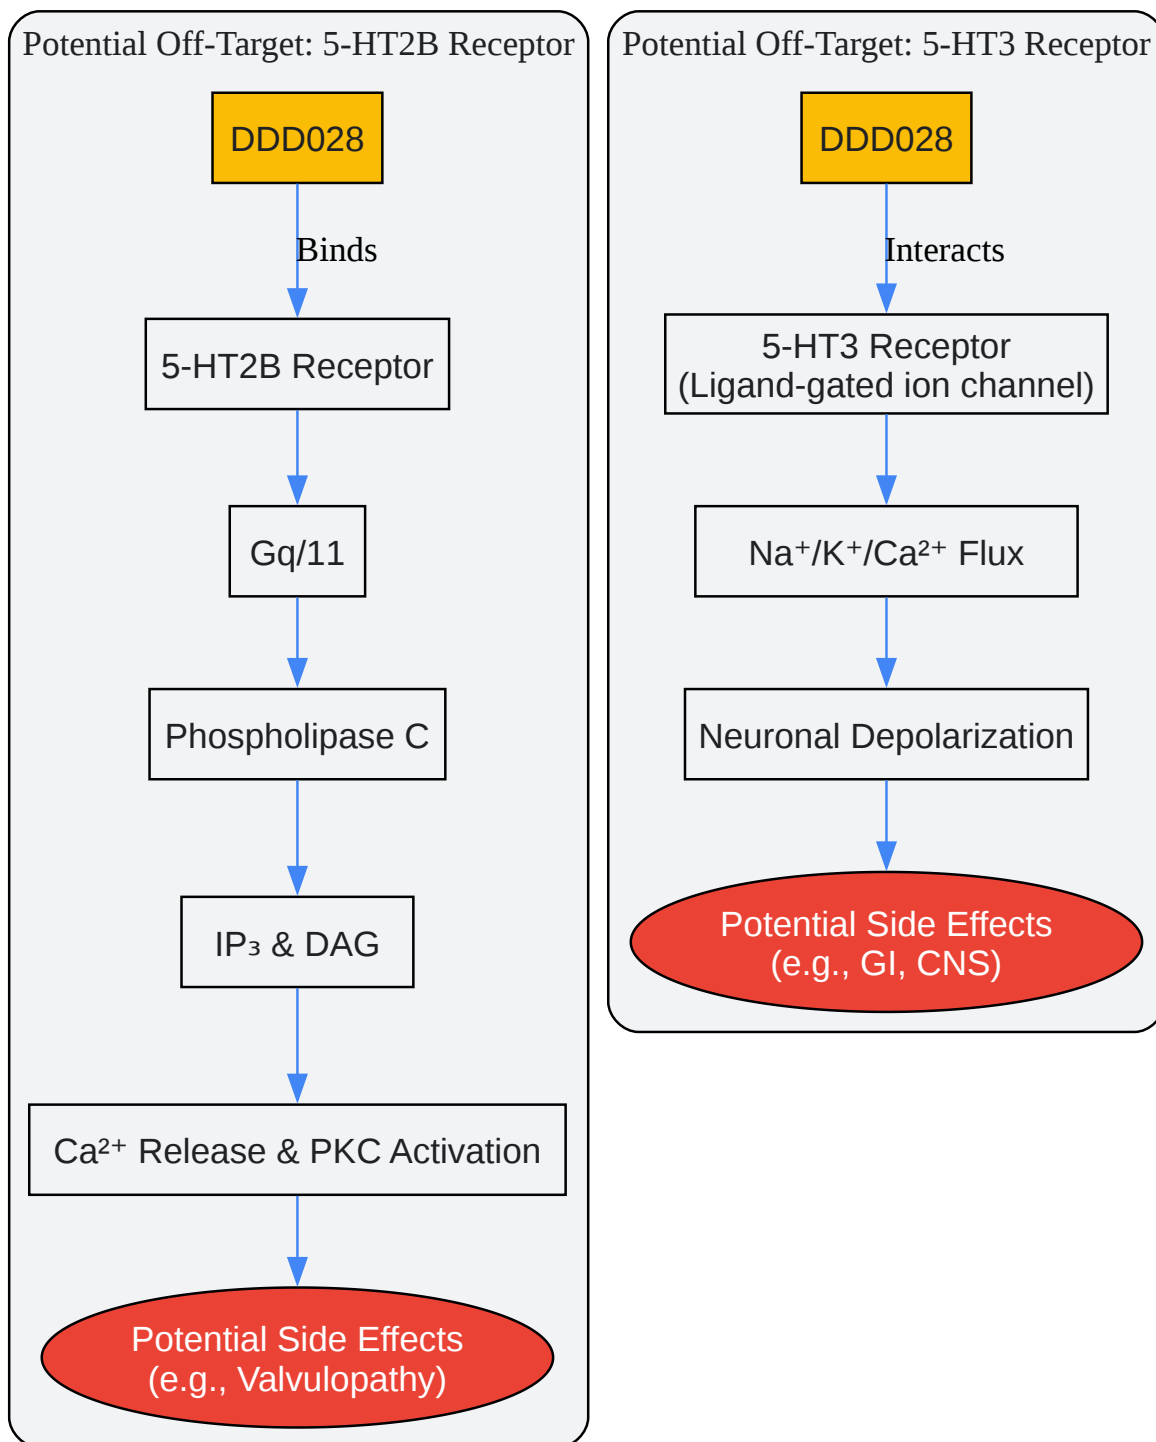 Potential Off-Target: 5-HT2B Receptor
DDD028
Binds
5-HT2B Receptor
Gq/11
Phospholipase C
IP₃ & DAG
Ca²⁺ Release & PKC Activation
Potential Side Effects
(e.g., Valvulopathy)
Potential Off-Target: 5-HT3 Receptor
DDD028
Interacts
5-HT3 Receptor
(Ligand-gated ion channel)
Na⁺/K⁺/Ca²⁺ Flux
Neuronal Depolarization
Potential Side Effects
(e.g., GI, CNS)